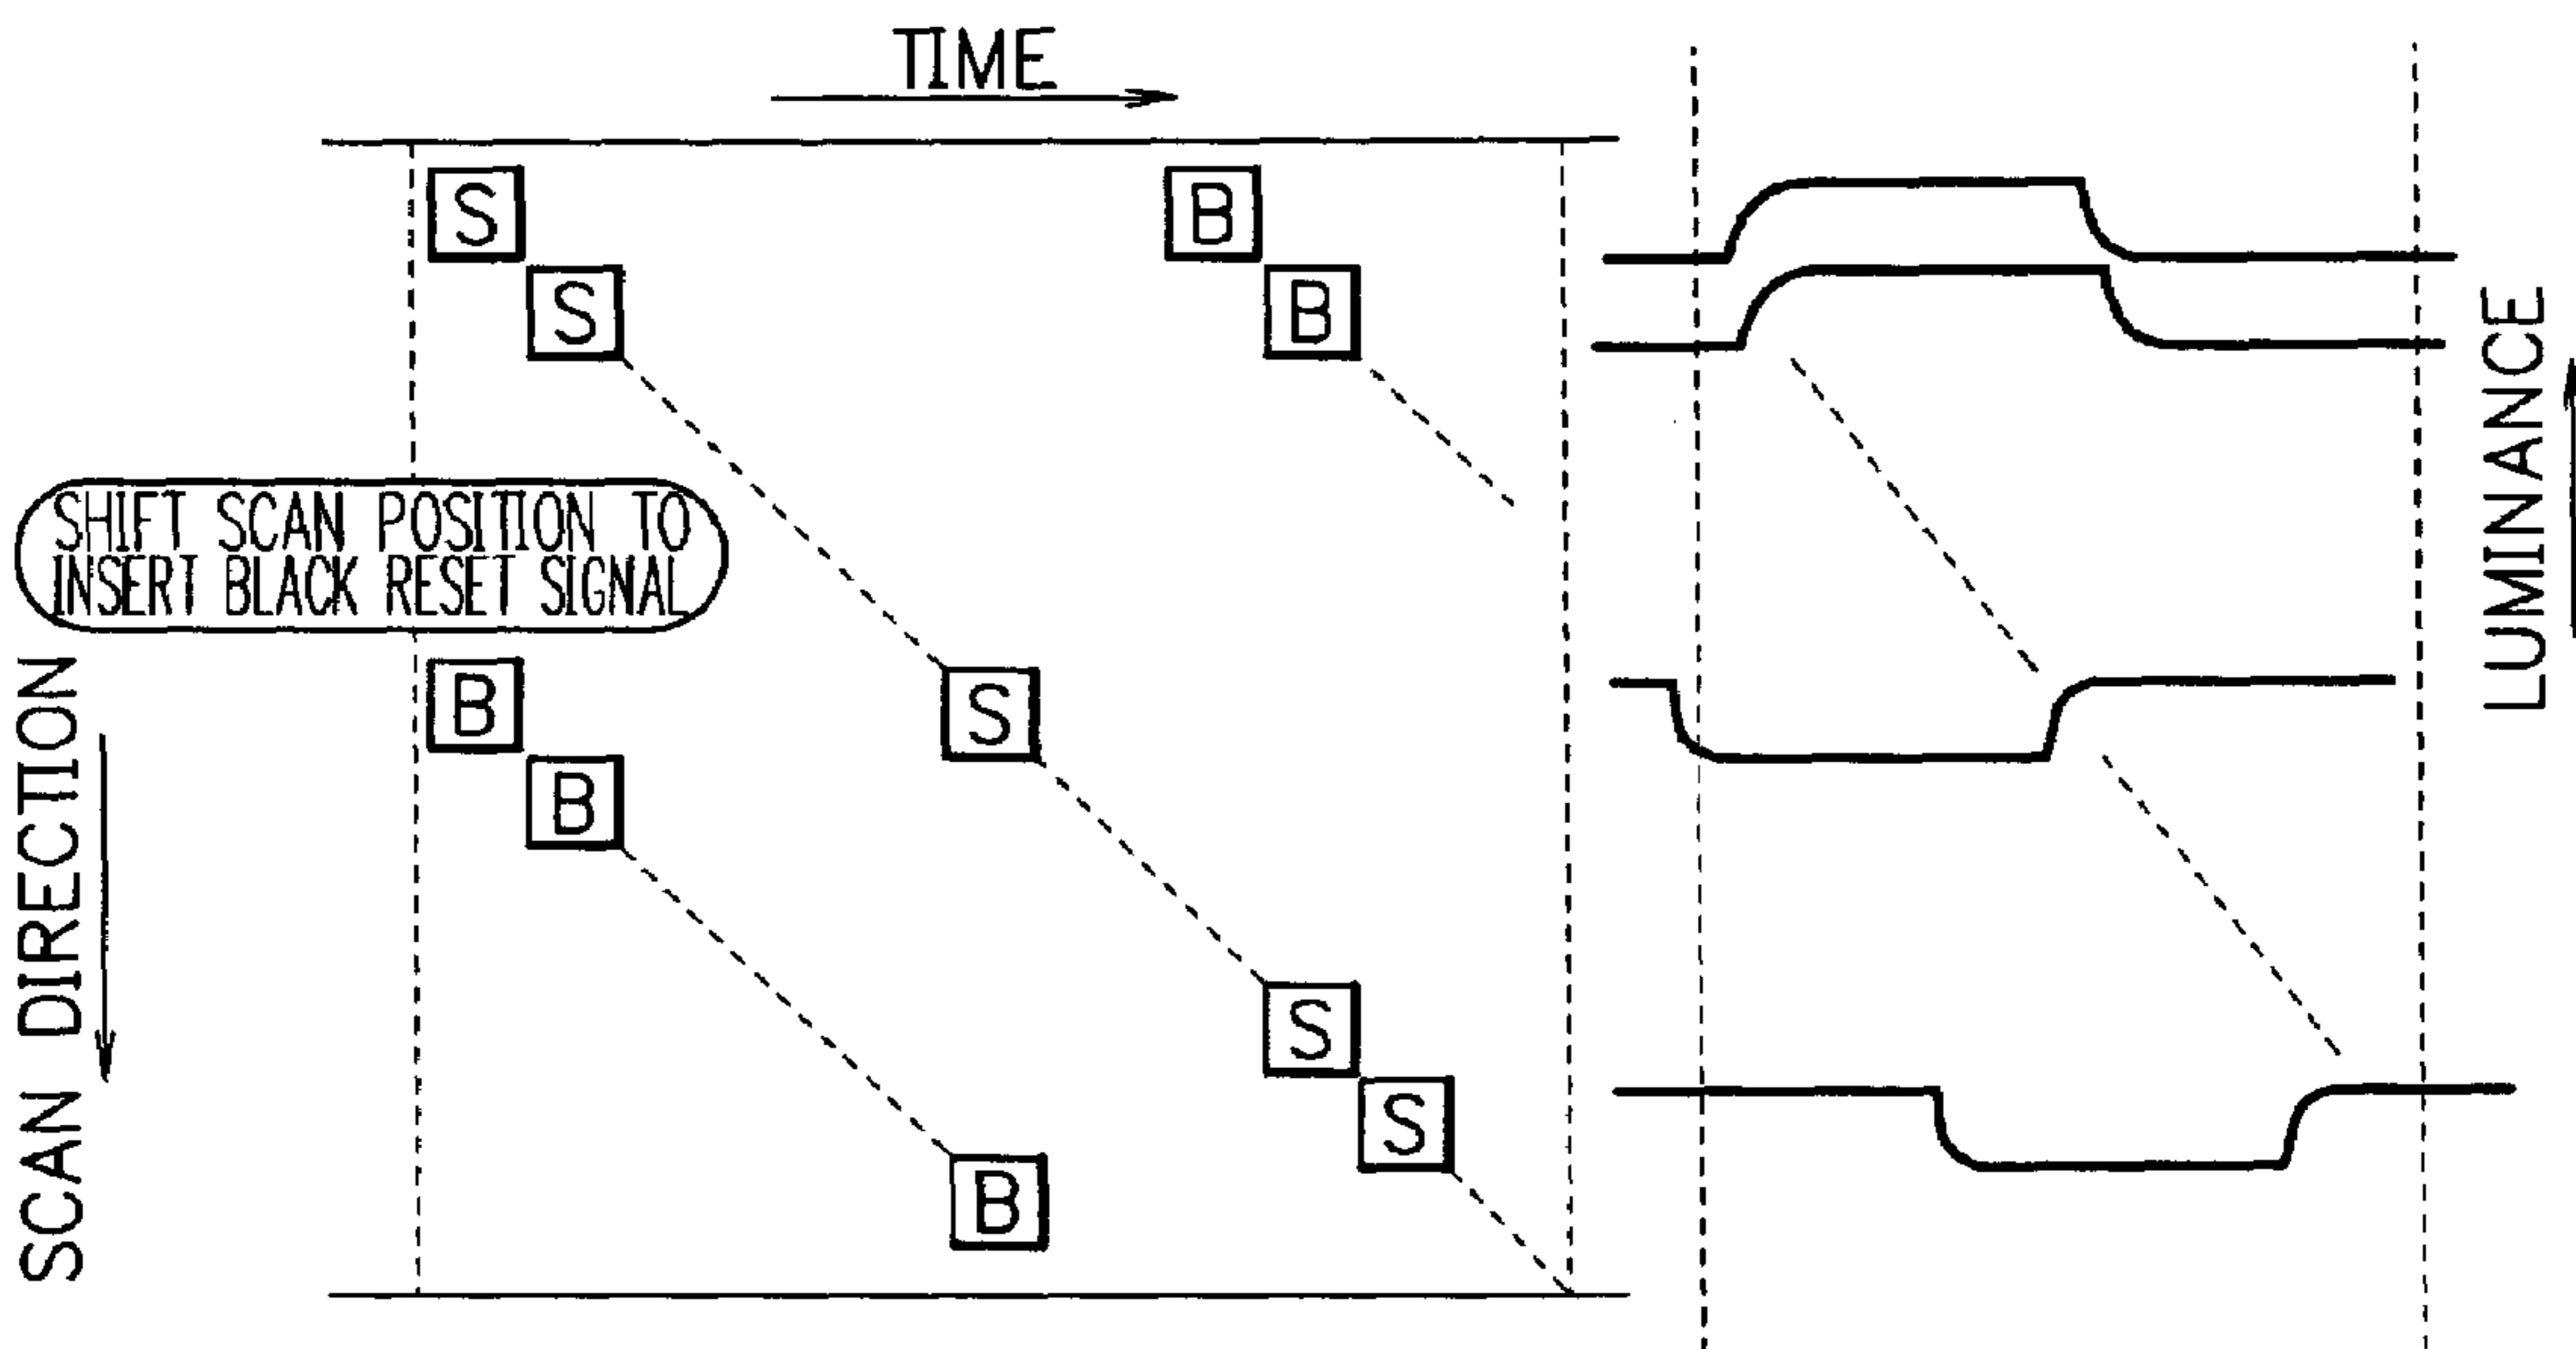 TIME
S
B
S
B
SHIFT SCAN POSITION TO
INSERT BLACK RESET SIGNAL
B
S
B
S
S
B
SCAN DIRECTION
LUMINANCE